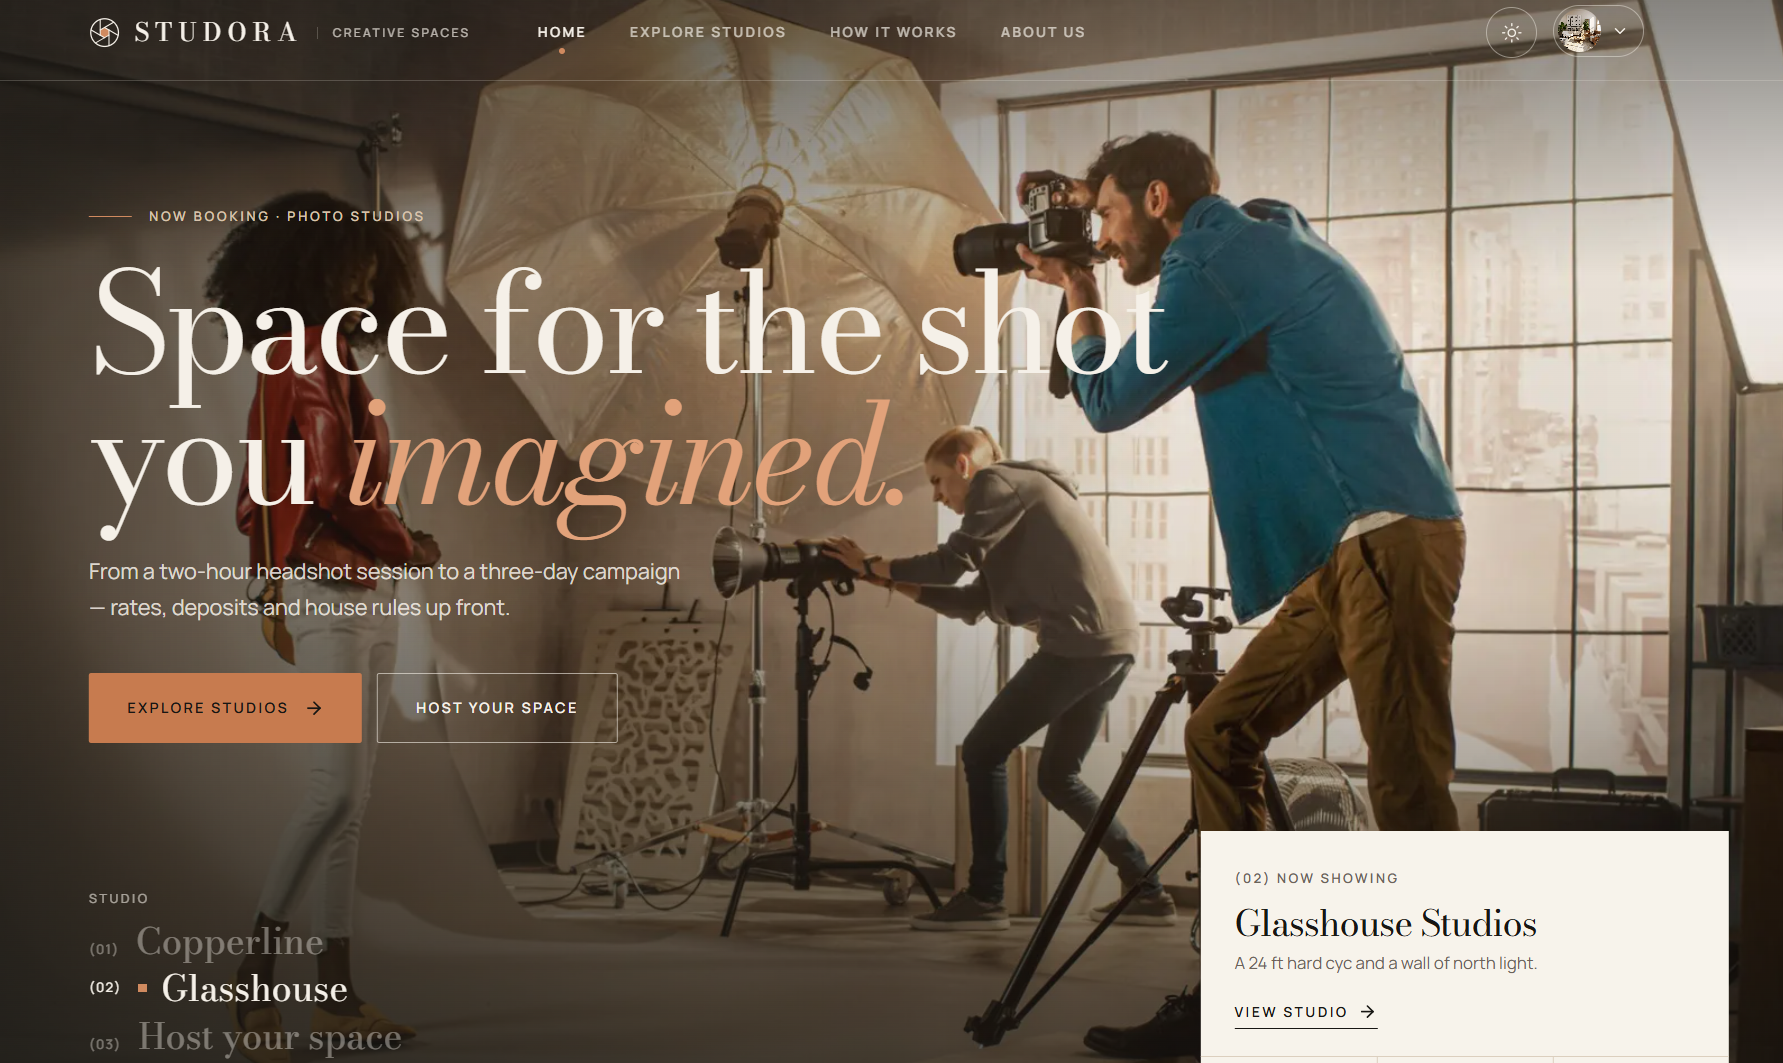 STUDORA
CREATIVE SPACES
HOME
EXPLORE STUDIOS
HOW IT WORKS
ABOUT US
NOW BOOKING · PHOTO STUDIOS
Space for the shot
you imagined.
From a two-hour headshot session to a three-day campaign
— rates, deposits and house rules up front.
EXPLORE STUDIOS →
HOST YOUR SPACE
STUDIO
(01) Copperline
(02) Glasshouse
(03) Host your space
(02) NOW SHOWING
Glasshouse Studios
A 24 ft hard cyc and a wall of north light.
VIEW STUDIO →